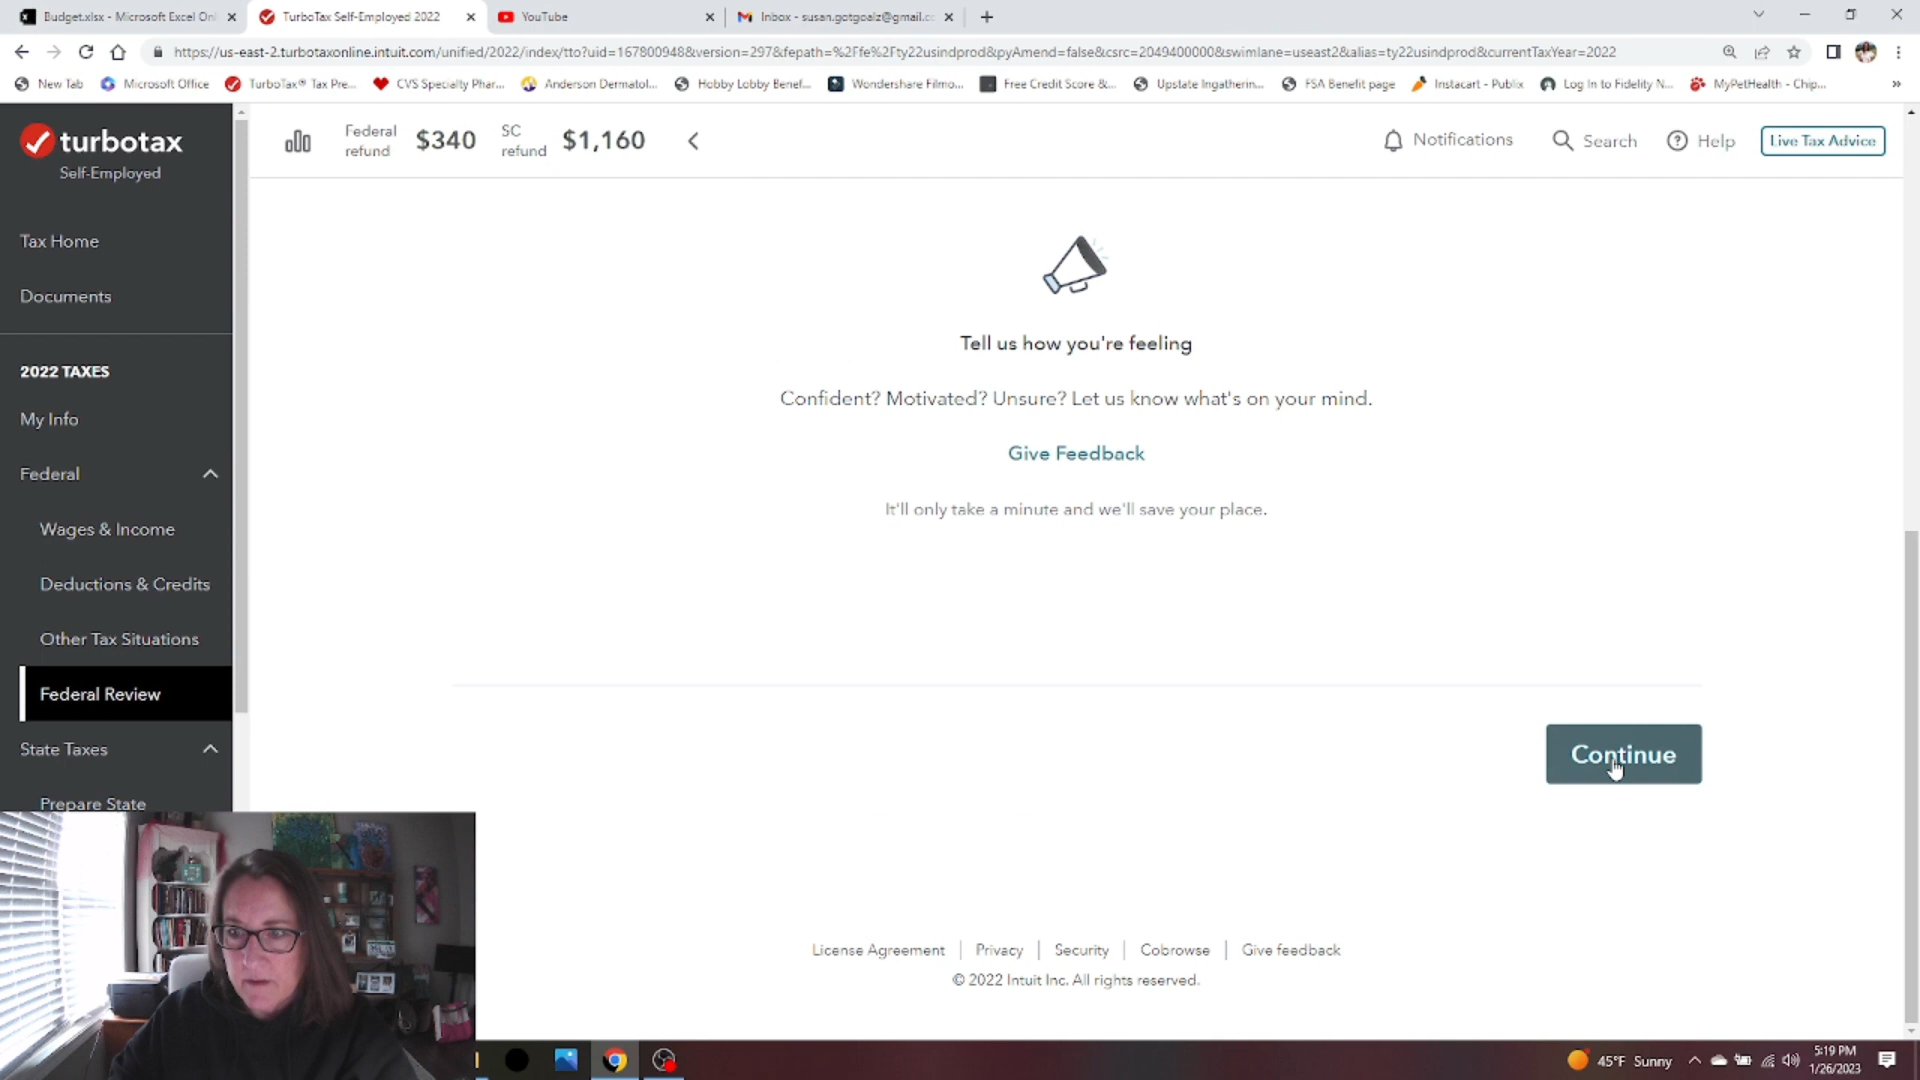 Budget.xlsx - Microsoft Excel Onl
TurboTax Self-Employed 2022
YouTube
Inbox - susan.gotgoalz@gmail.c
https://us-east-2.turbotaxonline.intuit.com/unified/2022/index/tto?uid=167800948&version=297&fepath=%2Ffe%2Fty22usindprod&pyAmend=false&csrc=2049400000&swimlane=useast2&alias=ty22usindprod&currentTaxYear=2022
New Tab
Microsoft Office
TurboTax® Tax Pre...
CVS Specialty Phar...
Anderson Dermatol...
Hobby Lobby Benef...
Wondershare Filmo...
Free Credit Score &...
Upstate Ingatherin...
FSA Benefit page
Instacart - Publix
Log In to Fidelity N...
MyPetHealth - Chip...
»
turbotax
Self-Employed
Federal refund $340
SC refund $1,160
Notifications
Search
Help
Live Tax Advice
Tax Home
Documents
2022 TAXES
My Info
Federal
Wages & Income
Deductions & Credits
Other Tax Situations
Federal Review
State Taxes
Prepare State
Tell us how you're feeling
Confident? Motivated? Unsure? Let us know what's on your mind.
Give Feedback
It'll only take a minute and we'll save your place.
Continue
License Agreement | Privacy | Security | Cobrowse | Give feedback
© 2022 Intuit Inc. All rights reserved.
45°F Sunny
5:19 PM
1/26/2023